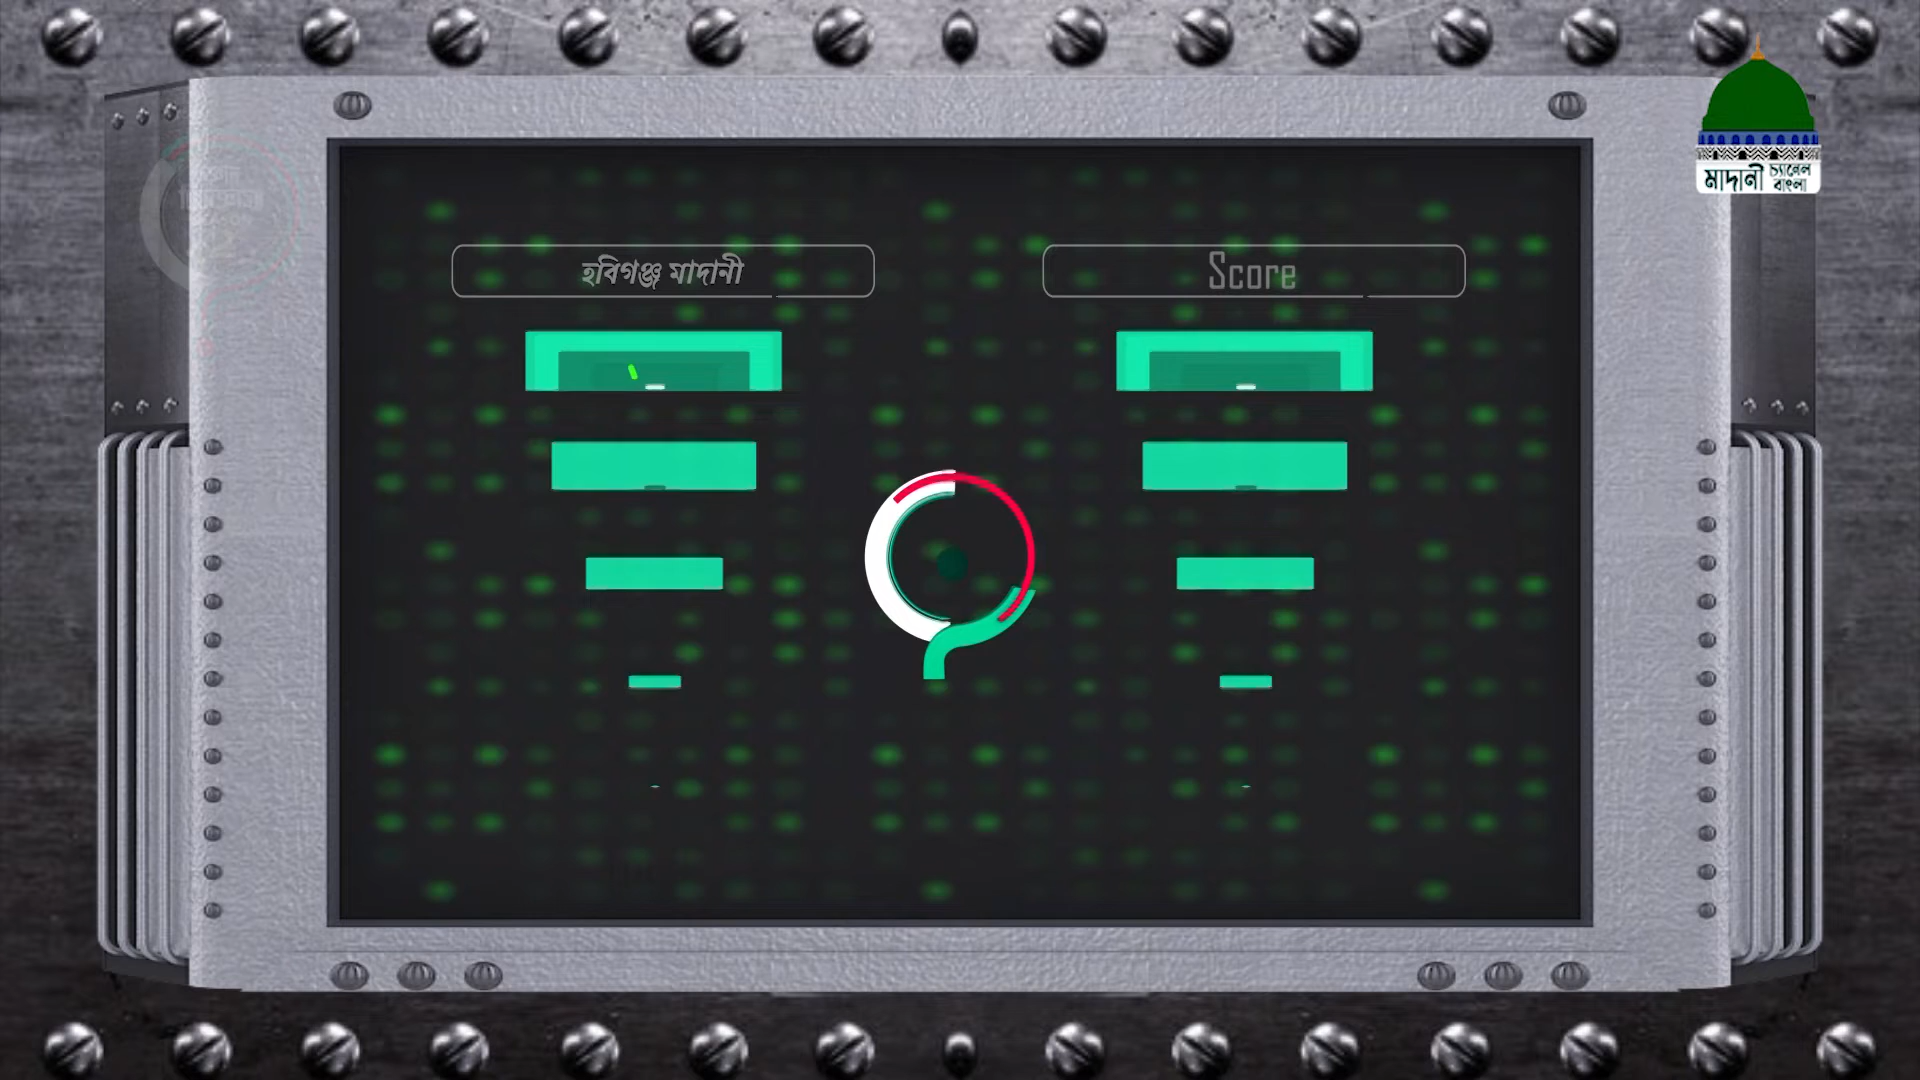 হবিগঞ্জ মাদানী
Score
মাদানী চ্যানেল বাংলা